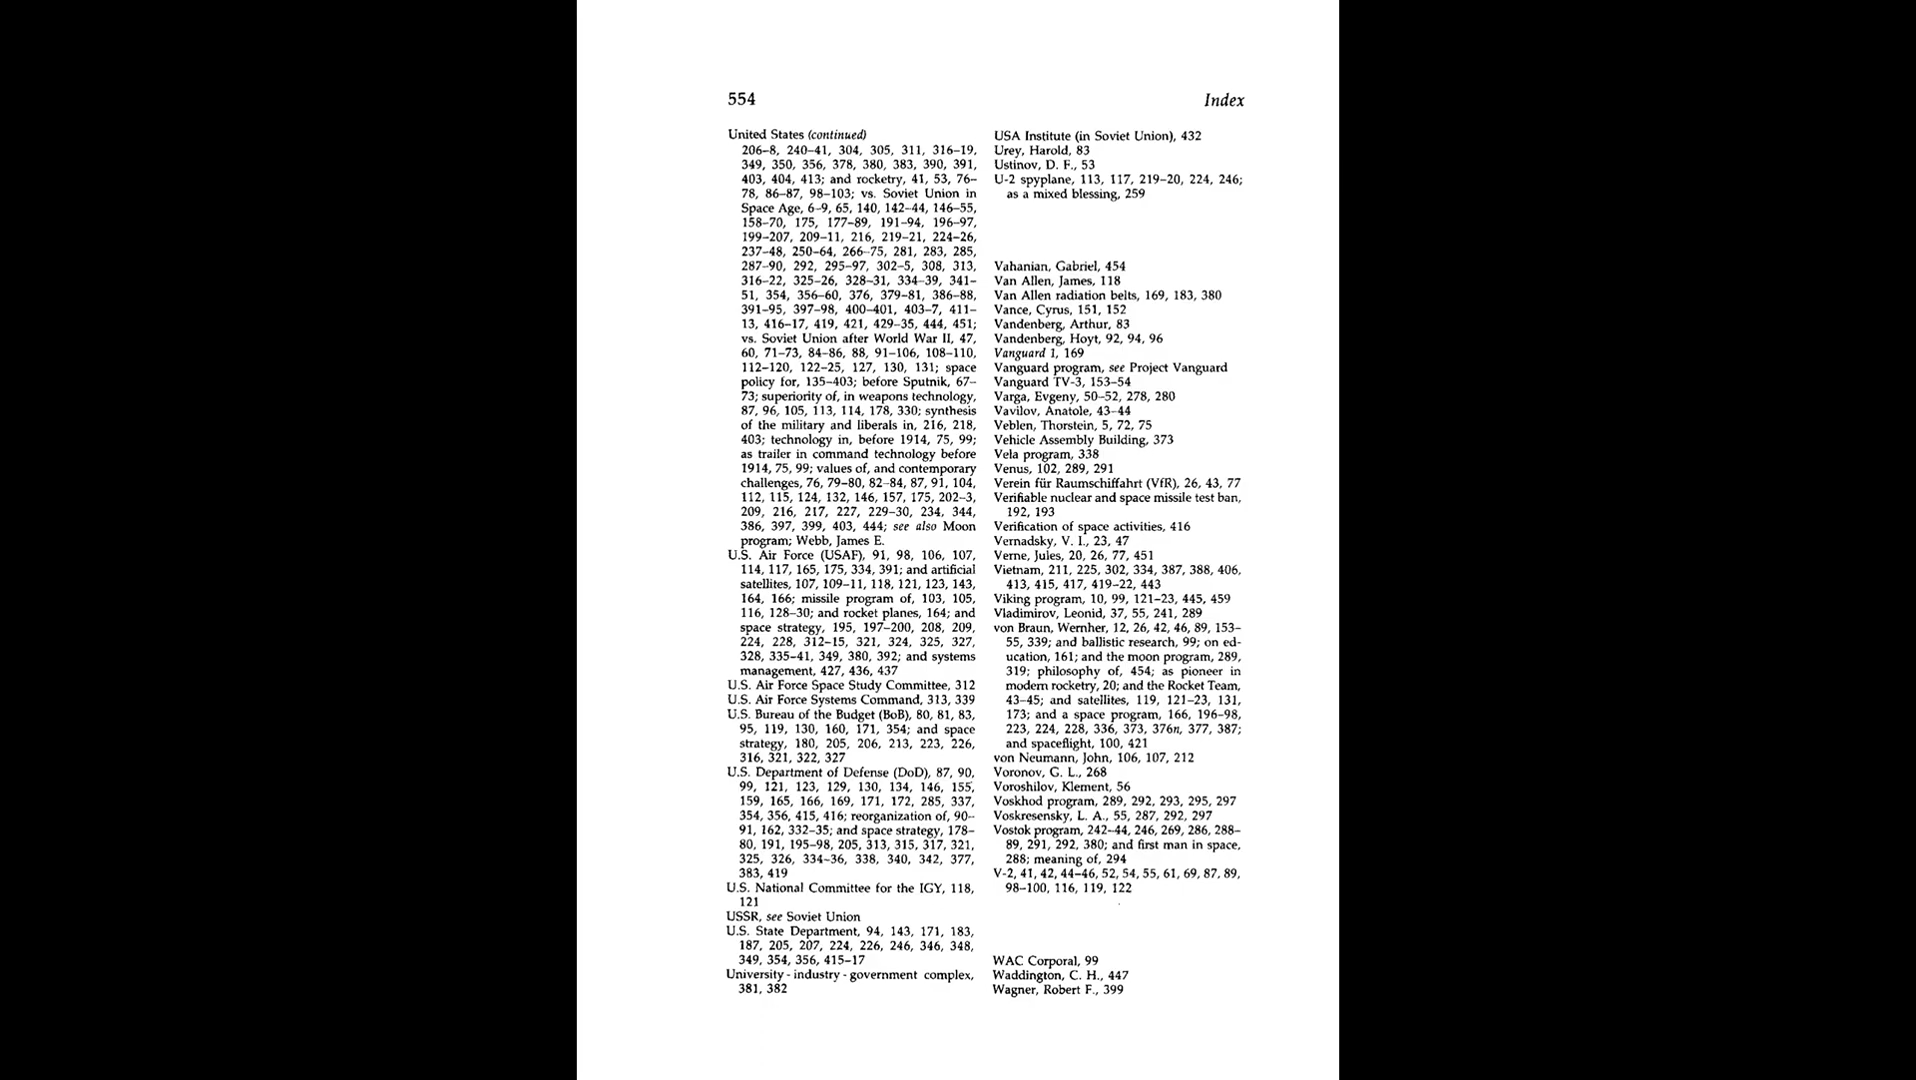 554
Index
United States (continued)
206–8, 240–41, 304, 305, 311, 316–19,
349, 350, 356, 378, 380, 383, 390, 391,
403, 404, 413; and rocketry, 41, 53, 76–
78, 86–87, 98–103; vs. Soviet Union in
Space Age, 6–9, 65, 140, 142–44, 146–55,
158–70, 175, 177–89, 191–94, 196–97,
199–207, 209–11, 216, 219–21, 224–26,
237–48, 250–64, 266–75, 281, 283, 285,
287–90, 292, 295–97, 302–5, 308, 313,
316–22, 325–26, 328–31, 334–39, 341–
51, 354, 356–60, 376, 379–81, 386–88,
391–95, 397–98, 400–401, 403–7, 411–
13, 416–17, 419, 421, 429–35, 444, 451;
vs. Soviet Union after World War II, 47,
60, 71–73, 84–86, 88, 91–106, 108–110,
112–120, 122–25, 127, 130, 131; space
policy for, 135–403; before Sputnik, 67–
73; superiority of, in weapons technology,
87, 96, 105, 113, 114, 178, 330; synthesis
of the military and liberals in, 216, 218,
403; technology in, before 1914, 75, 99;
as trailer in command technology before
1914, 75, 99; values of, and contemporary
challenges, 76, 79–80, 82–84, 87, 91, 104,
112, 115, 124, 132, 146, 157, 175, 202–3,
209, 216, 217, 227, 229–30, 234, 344,
386, 397, 399, 403, 444; see also Moon
program; Webb, James E.
U.S. Air Force (USAF), 91, 98, 106, 107,
114, 117, 165, 175, 334, 391; and artificial
satellites, 107, 109–11, 118, 121, 123, 143,
164, 166; missile program of, 103, 105,
116, 128–30; and rocket planes, 164; and
space strategy, 195, 197–200, 208, 209,
224, 228, 312–15, 321, 324, 325, 327,
328, 335–41, 349, 380, 392; and systems
management, 427, 436, 437
U.S. Air Force Space Study Committee, 312
U.S. Air Force Systems Command, 313, 339
U.S. Bureau of the Budget (BoB), 80, 81, 83,
95, 119, 130, 160, 171, 354; and space
strategy, 180, 205, 206, 213, 223, 226,
316, 321, 322, 327
U.S. Department of Defense (DoD), 87, 90,
99, 121, 123, 129, 130, 134, 146, 155,
159, 165, 166, 169, 171, 172, 285, 337,
354, 356, 415, 416; reorganization of, 90–
91, 162, 332–35; and space strategy, 178–
80, 191, 195–98, 205, 313, 315, 317, 321,
325, 326, 334–36, 338, 340, 342, 377,
383, 419
U.S. National Committee for the IGY, 118,
121
USSR, see Soviet Union
U.S. State Department, 94, 143, 171, 183,
187, 205, 207, 224, 226, 246, 346, 348,
349, 354, 356, 415–17
University - industry - government complex,
381, 382
USA Institute (in Soviet Union), 432
Urey, Harold, 83
Ustinov, D. F., 53
U-2 spyplane, 113, 117, 219–20, 224, 246;
as a mixed blessing, 259
Vahanian, Gabriel, 454
Van Allen, James, 118
Van Allen radiation belts, 169, 183, 380
Vance, Cyrus, 151, 152
Vandenberg, Arthur, 83
Vandenberg, Hoyt, 92, 94, 96
Vanguard 1, 169
Vanguard program, see Project Vanguard
Vanguard TV-3, 153–54
Varga, Evgeny, 50–52, 278, 280
Vavilov, Anatole, 43–44
Veblen, Thorstein, 5, 72, 75
Vehicle Assembly Building, 373
Vela program, 338
Venus, 102, 289, 291
Verein für Raumschiffahrt (VfR), 26, 43, 77
Verifiable nuclear and space missile test ban,
192, 193
Verification of space activities, 416
Vernadsky, V. I., 23, 47
Verne, Jules, 20, 26, 77, 451
Vietnam, 211, 225, 302, 334, 387, 388, 406,
413, 415, 417, 419–22, 443
Viking program, 10, 99, 121–23, 445, 459
Vladimirov, Leonid, 37, 55, 241, 289
von Braun, Wernher, 12, 26, 42, 46, 89, 153–
55, 339; and ballistic research, 99; on ed-
ucation, 161; and the moon program, 289,
319; philosophy of, 454; as pioneer in
modern rocketry, 20; and the Rocket Team,
43–45; and satellites, 119, 121–23, 131,
173; and a space program, 166, 196–98,
223, 224, 228, 336, 373, 376n, 377, 387;
and spaceflight, 100, 421
von Neumann, John, 106, 107, 212
Voronov, G. L., 268
Voroshilov, Klement, 56
Voskhod program, 289, 292, 293, 295, 297
Voskresensky, L. A., 55, 287, 292, 297
Vostok program, 242–44, 246, 269, 286, 288–
89, 291, 292, 380; and first man in space,
288; meaning of, 294
V-2, 41, 42, 44–46, 52, 54, 55, 61, 69, 87, 89,
98–100, 116, 119, 122
WAC Corporal, 99
Waddington, C. H., 447
Wagner, Robert F., 399